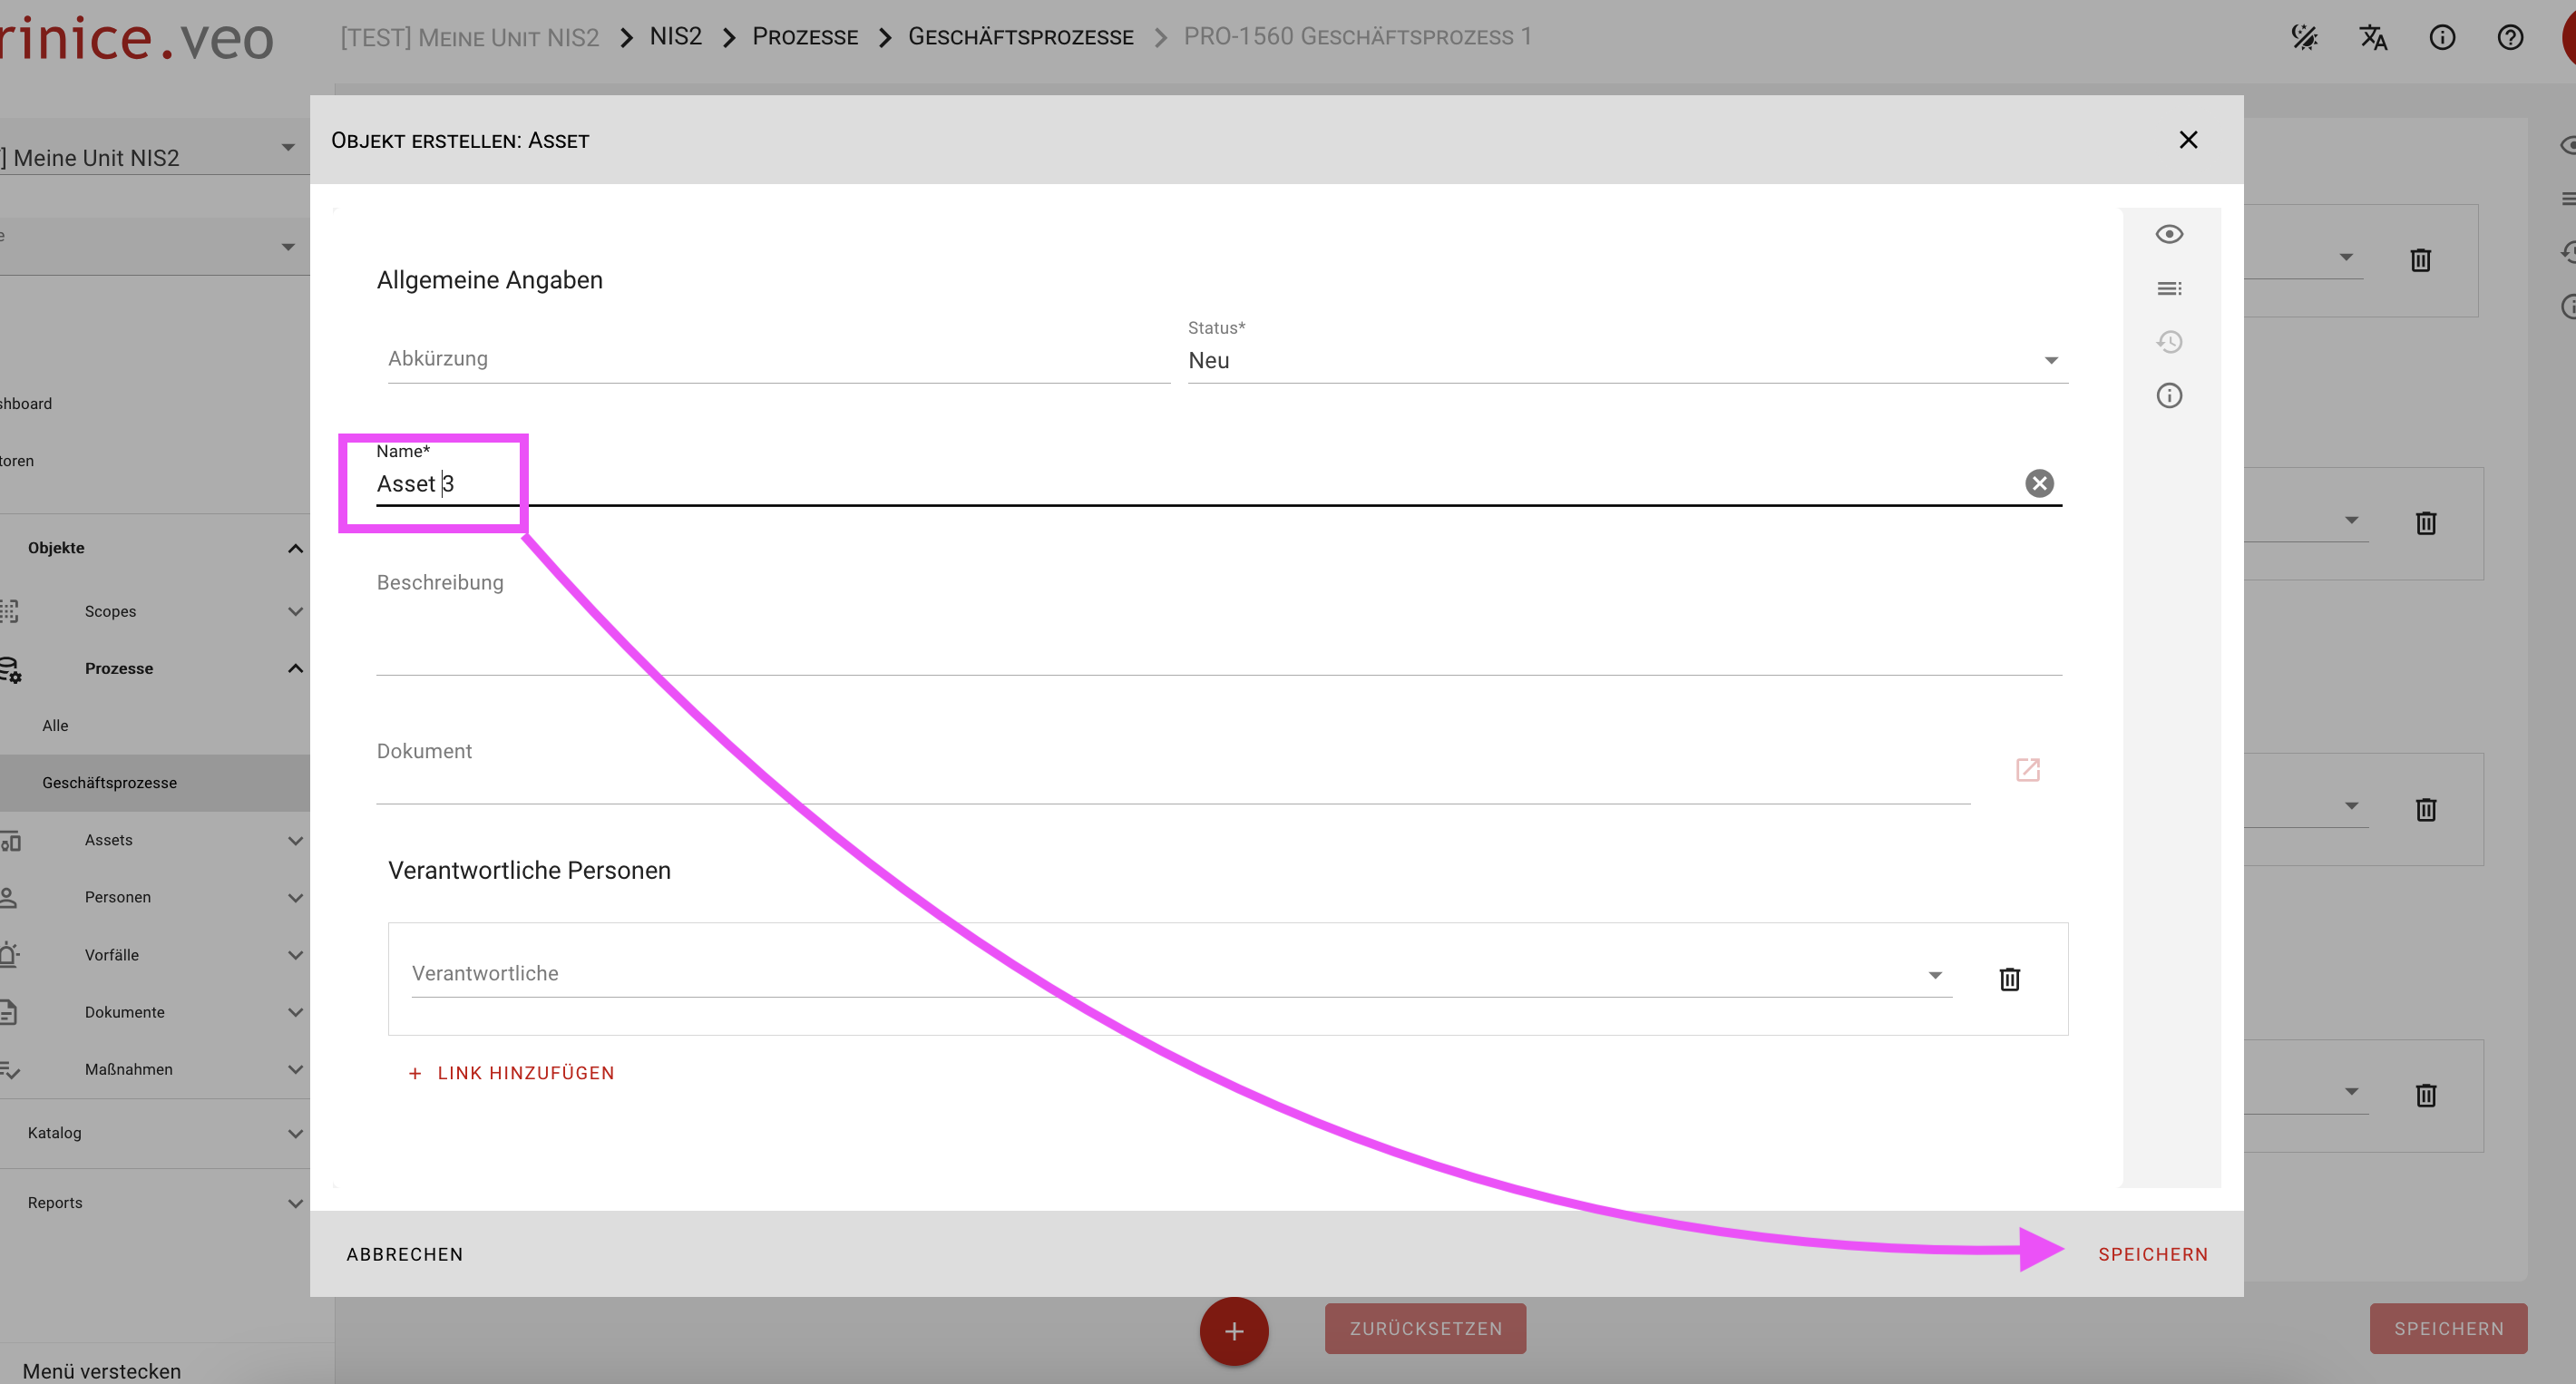 rinice.veo
[TEST] MEINE UNIT NIS2 > NIS2 > PROZESSE > GESCHÄFTSPROZESSE > PRO-1560 GESCHÄFTSPROZESS 1
] Meine Unit NIS2
e
shboard
toren
Objekte
Scopes
Prozesse
Alle
Geschäftsprozesse
Assets
Personen
Vorfälle
Dokumente
Maßnahmen
Katalog
Reports
Menü verstecken
OBJEKT ERSTELLEN: ASSET
Allgemeine Angaben
Abkürzung
Status*
Neu
Name*
Asset 3
Beschreibung
Dokument
Verantwortliche Personen
Verantwortliche
+ LINK HINZUFÜGEN
ABBRECHEN
SPEICHERN
+
ZURÜCKSETZEN
SPEICHERN